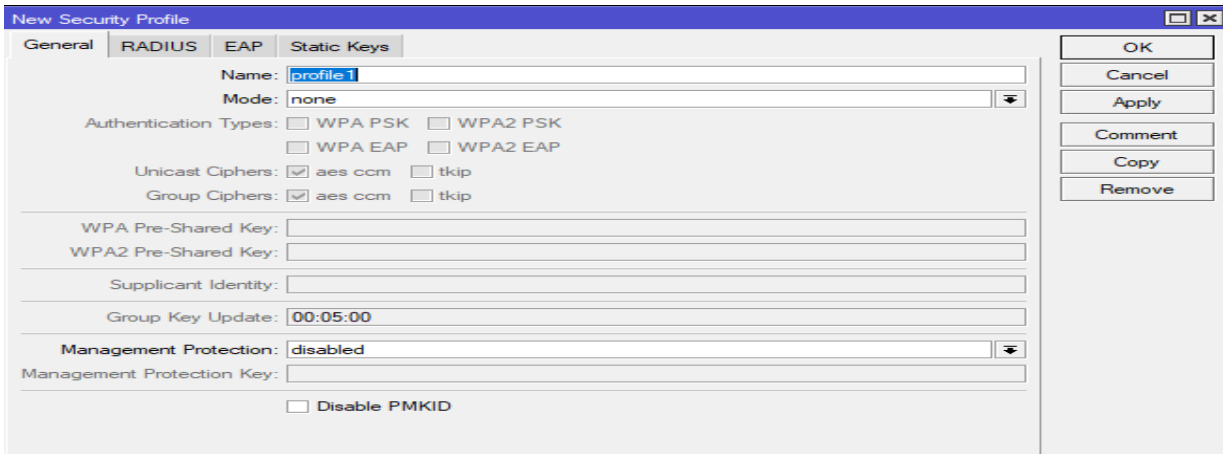 New Security Profile
General RADIUS EAP Static Keys
OK
Cancel
Apply
Comment
Copy
Remove
Name: profile1
Mode: none
Authentication Types: WPA PSK WPA2 PSK
WPA EAP WPA2 EAP
Unicast Ciphers: aes ccm tkip
Group Ciphers: aes ccm tkip
WPA Pre-Shared Key:
WPA2 Pre-Shared Key:
Supplicant Identity:
Group Key Update: 00:05:00
Management Protection: disabled
Management Protection Key:
Disable PMKID